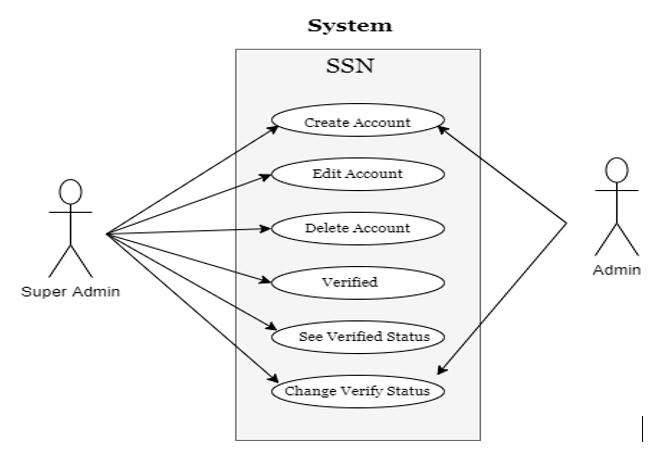 System
SSN
Create Account
Edit Account
Delete Account
Verified
See Verified Status
Change Verify Status
Super Admin
Admin